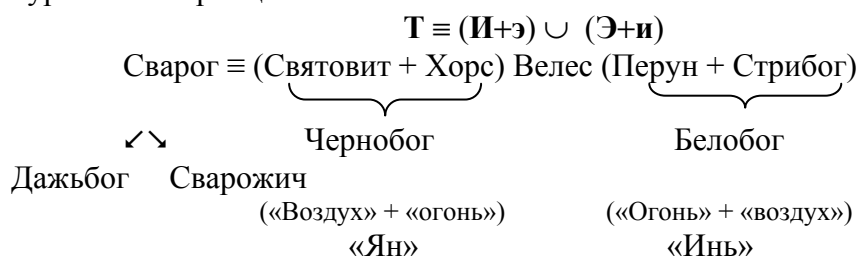 T ≡ (И+э) ∪ (Э+и)
Сварог ≡ (Святовит + Хорс) Велес (Перун + Стрибог)
↙↘ Чернобог Белобог
Дажьбог Сварожич
(«Воздух» + «огонь») («Огонь» + «воздух»)
«Ян» «Инь»